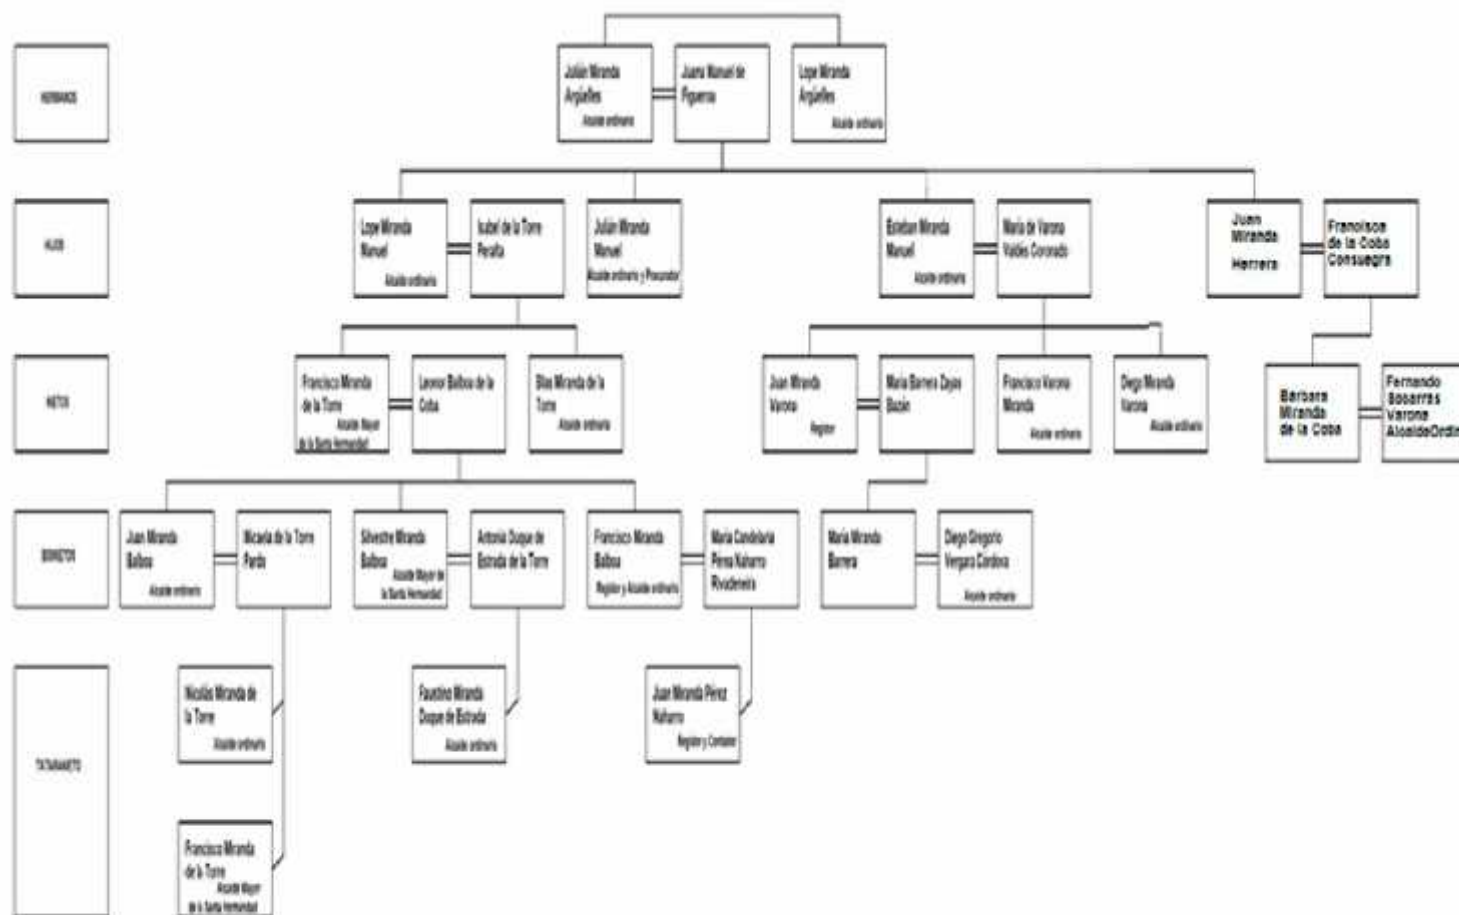 HERMANOS
Julián Miranda
Argüelles
Alcalde ordinario
Juana Manuel de
Figueroa
Lope Miranda
Argüelles
Alcalde ordinario
HIJOS
Lope Miranda
Manuel
Alcalde ordinario
Isabel de la Torre
Peralta
Julián Miranda
Manuel
Alcalde ordinario y Procurador
Esteban Miranda
Manuel
Alcalde ordinario
María de Varona
Valdés Coronado
Juan
Miranda
Herrera
Francisca
de la Coba
Consuegra
NIETOS
Francisco Miranda
de la Torre
Alcalde Mayor
de la Santa Hermandad
Leonor Balboa de la
Coba
Blas Miranda de la
Torre
Alcalde ordinario
Juan Miranda
Varona
Regidor
María Barrera Zayas
Bazán
Francisco Varona
Miranda
Alcalde ordinario
Diego Miranda
Varona
Alcalde ordinario
Bárbara
Miranda
de la Coba
Fernando
Socarrás
Varona
AlcaldeOrdin
BISNIETOS
Juan Miranda
Balboa
Alcalde ordinario
Micaela de la Torre
Pardo
Silvestre Miranda
Balboa
Alcalde Mayor de
la Santa Hermandad
Antonia Duque de
Estrada de la Torre
Francisco Miranda
Balboa
Regidor y Alcalde ordinario
María Candelaria
Pérez Naharro
Rivadeneira
María Miranda
Barrera
Diego Gregorio
Vergara Cordova
Alcalde ordinario
TATARANIETO
Nicolás Miranda de
la Torre
Alcalde ordinario
Faustino Miranda
Duque de Estrada
Alcalde ordinario
Juan Miranda Pérez
Naharro
Regidor y Contador
Francisco Miranda
de la Torre
Alcalde Mayor
de la Santa Hermandad